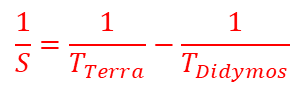 1/S = 1/T_Terra − 1/T_Didymos